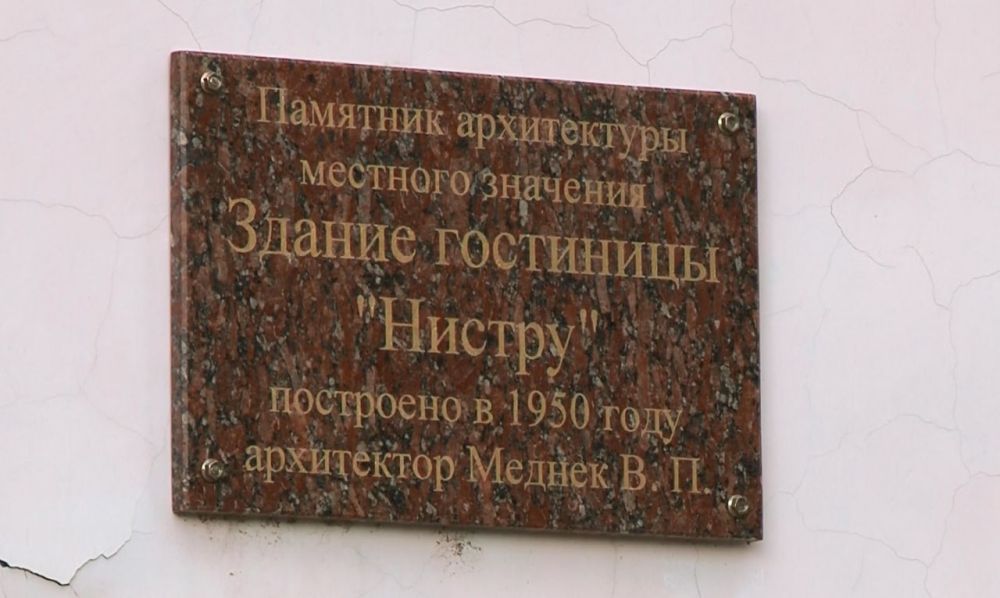 Памятник архитектуры
местного значения
Здание гостиницы
"Нистру"
построено в 1950 году
архитектор Меднек В. П.